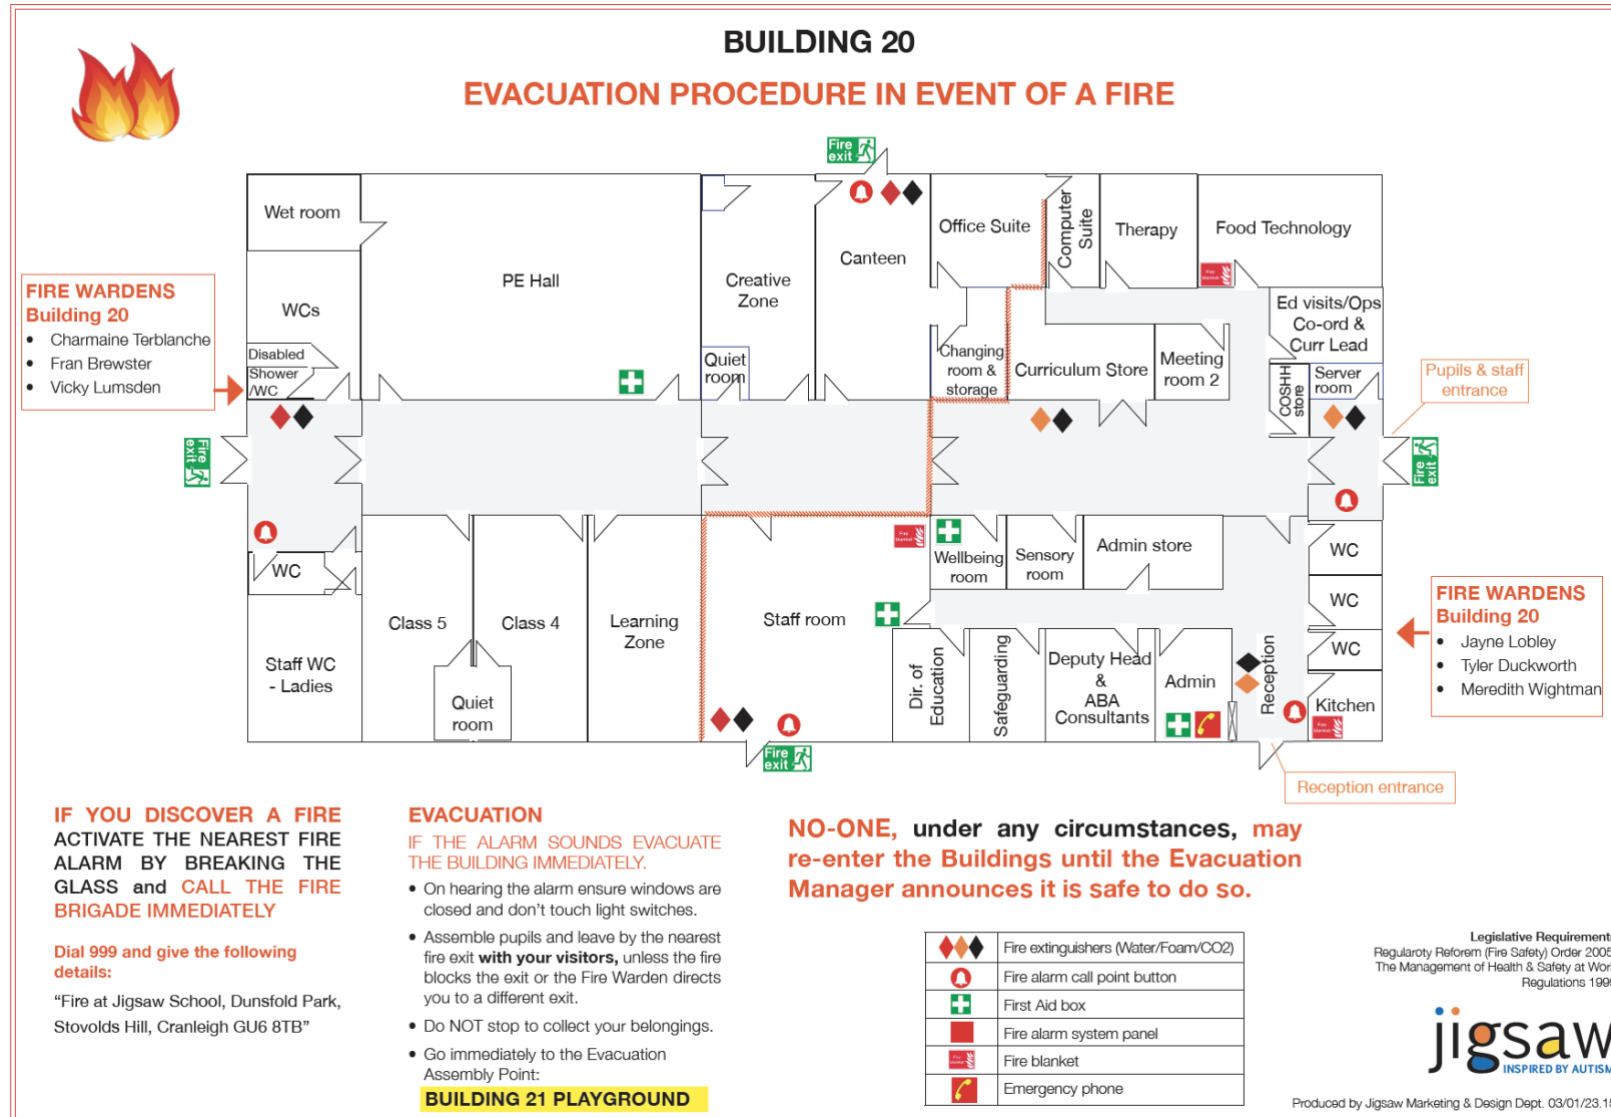 BUILDING 20
EVACUATION PROCEDURE IN EVENT OF A FIRE
Fire
exit
Wet room
WCs
Disabled
Shower
/WC
PE Hall
Creative
Zone
Quiet
room
Canteen
Office Suite
Changing
room &
storage
Computer
Suite
Therapy
Food Technology
Fire
blanket
Curriculum Store
Meeting
room 2
Ed visits/Ops
Co-ord &
Curr Lead
COSHH
store
Server
room
Pupils & staff
entrance
FIRE WARDENS
Building 20
• Charmaine Terblanche
• Fran Brewster
• Vicky Lumsden
Fire
exit
Fire
exit
WC
Staff WC
- Ladies
Class 5
Class 4
Quiet
room
Learning
Zone
Staff room
Fire
blanket
Wellbeing
room
Sensory
room
Admin store
Dir. of
Education
Safeguarding
Deputy Head
&
ABA
Consultants
Admin
Reception
WC
WC
WC
Kitchen
Fire
blanket
Fire
exit
Reception entrance
FIRE WARDENS
Building 20
• Jayne Lobley
• Tyler Duckworth
• Meredith Wightman
IF YOU DISCOVER A FIRE
ACTIVATE THE NEAREST FIRE
ALARM BY BREAKING THE
GLASS and CALL THE FIRE
BRIGADE IMMEDIATELY
Dial 999 and give the following
details:
“Fire at Jigsaw School, Dunsfold Park,
Stovolds Hill, Cranleigh GU6 8TB”
EVACUATION
IF THE ALARM SOUNDS EVACUATE
THE BUILDING IMMEDIATELY.
• On hearing the alarm ensure windows are
closed and don’t touch light switches.
• Assemble pupils and leave by the nearest
fire exit with your visitors, unless the fire
blocks the exit or the Fire Warden directs
you to a different exit.
• Do NOT stop to collect your belongings.
• Go immediately to the Evacuation
Assembly Point:
BUILDING 21 PLAYGROUND
NO-ONE, under any circumstances, may
re-enter the Buildings until the Evacuation
Manager announces it is safe to do so.
Fire extinguishers (Water/Foam/CO2)
Fire alarm call point button
First Aid box
Fire alarm system panel
Fire blanket
Fire blanket
Emergency phone
Legislative Requirement
Regularoty Reforem (Fire Safety) Order 2005
The Management of Health & Safety at Work
Regulations 1999
jigsaw
INSPIRED BY AUTISM
Produced by Jigsaw Marketing & Design Dept. 03/01/23.15